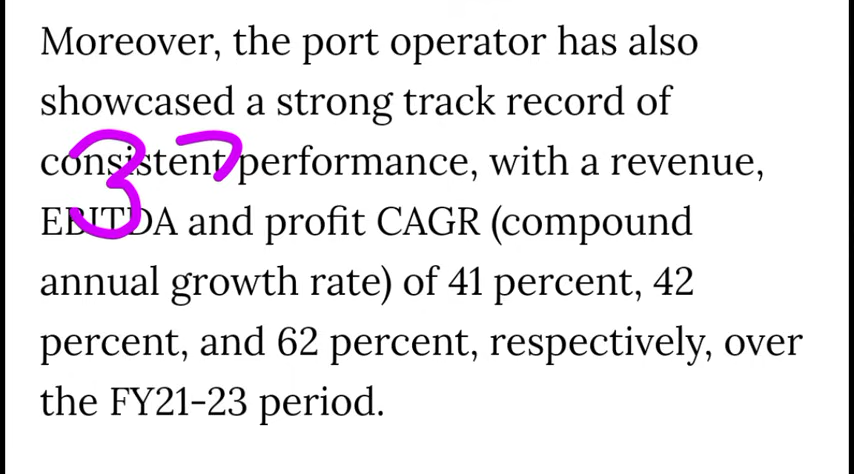 Moreover, the port operator has also
showcased a strong track record of
consistent performance, with a revenue,
EBITDA and profit CAGR (compound
annual growth rate) of 41 percent, 42
percent, and 62 percent, respectively, over
the FY21-23 period.